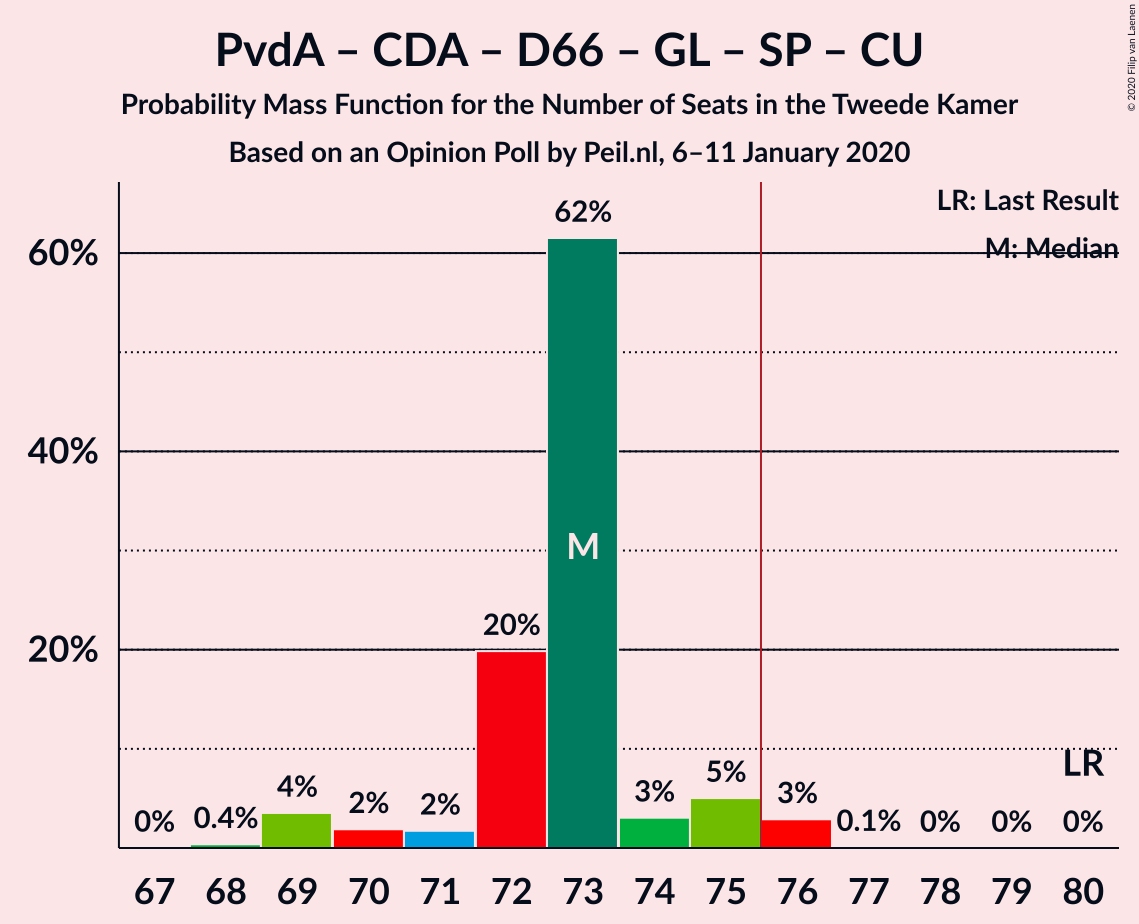 PvdA – CDA – D66 – GL – SP – CU
Probability Mass Function for the Number of Seats in the Tweede Kamer
Based on an Opinion Poll by Peil.nl, 6–11 January 2020
© 2020 Filip van Laenen
LR: Last Result
M: Median
60%
40%
20%
0%
0.4%
4%
2%
2%
20%
62%
M
3%
5%
3%
0.1%
0%
0%
LR
0%
67 68 69 70 71 72 73 74 75 76 77 78 79 80